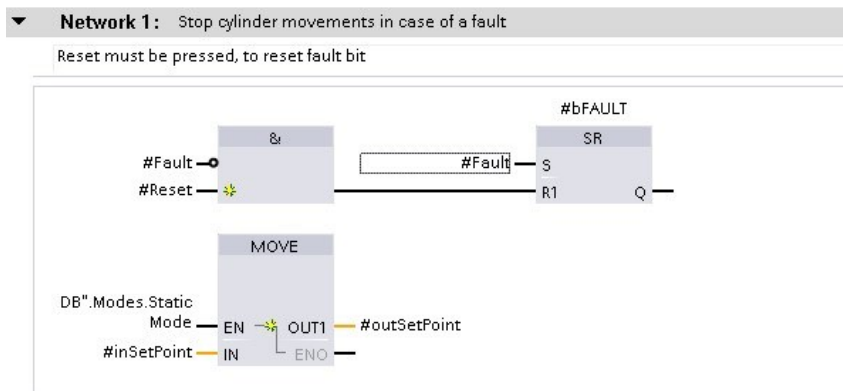 Network 1: Stop cylinder movements in case of a fault
Reset must be pressed, to reset fault bit
#bFAULT
& SR
#Fault #Fault S
#Reset R1 Q
MOVE
DB".Modes.Static
Mode EN OUT1 #outSetPoint
#inSetPoint IN ENO